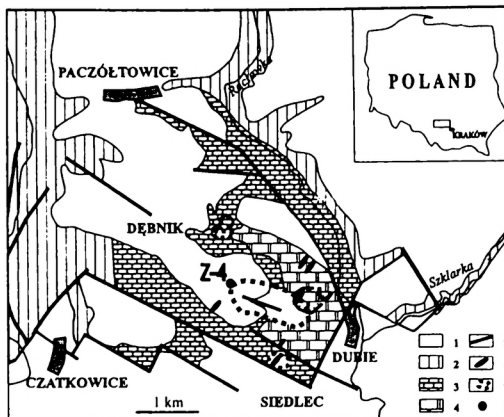 PACZÓŁTOWICE
Racławka
POLAND
KRAKÓW
DĘBNIK
Z-4
Szklarka
DUBIE
CZATKOWICE
SIEDLEC
1 km
1
2
3
4